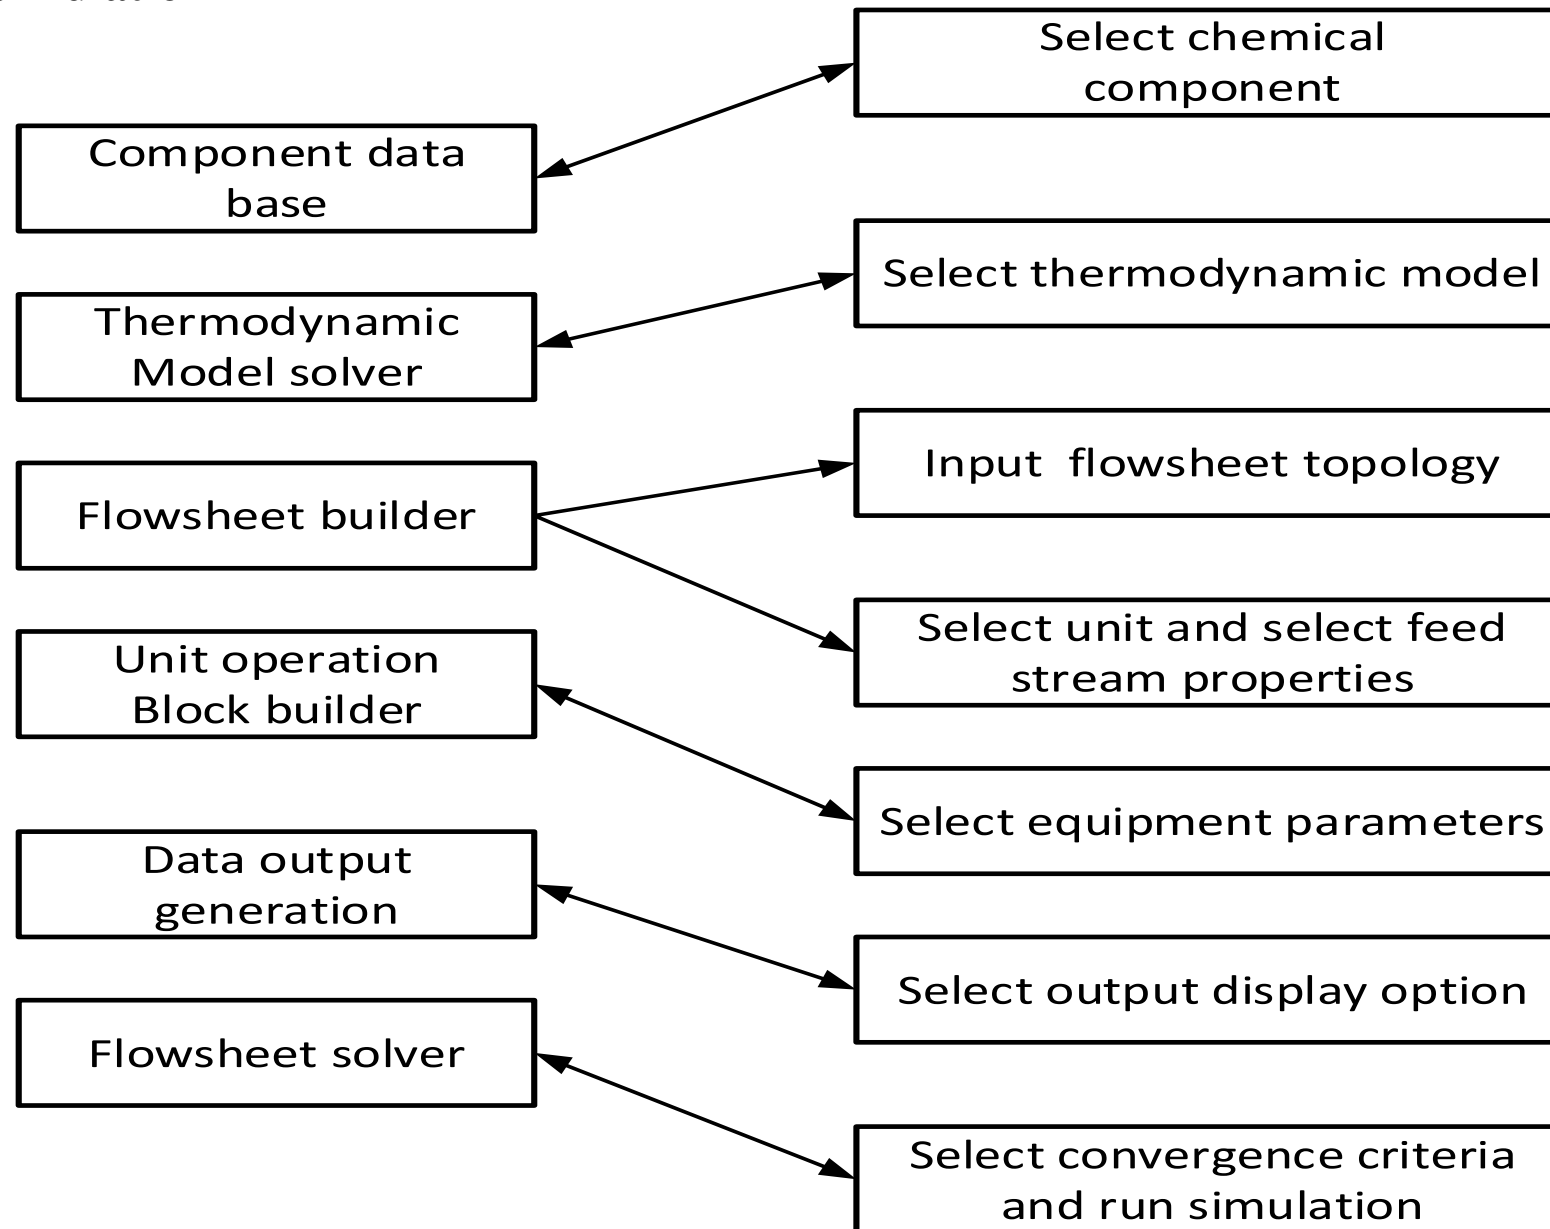 Select chemical
component
Component data
base
Select thermodynamic model
Thermodynamic
Model solver
Input flowsheet topology
Flowsheet builder
Select unit and select feed
stream properties
Unit operation
Block builder
Select equipment parameters
Data output
generation
Select output display option
Flowsheet solver
Select convergence criteria
and run simulation